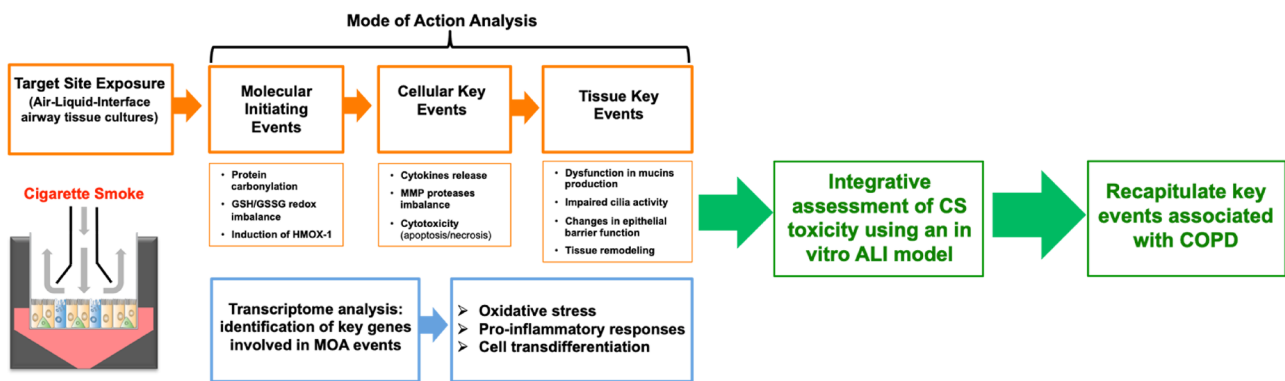 Mode of Action Analysis
Target Site Exposure
(Air-Liquid-Interface
airway tissue cultures)
Molecular
Initiating
Events
Cellular Key
Events
Tissue Key
Events
• Protein
carbonylation
• GSH/GSSG redox
imbalance
• Induction of HMOX-1
• Cytokines release
• MMP proteases
imbalance
• Cytotoxicity
(apoptosis/necrosis)
• Dysfunction in mucins
production
• Impaired cilia activity
• Changes in epithelial
barrier function
• Tissue remodeling
Cigarette Smoke
Integrative
assessment of CS
toxicity using an in
vitro ALI model
Recapitulate key
events associated
with COPD
Transcriptome analysis:
identification of key genes
involved in MOA events
➢ Oxidative stress
➢ Pro-inflammatory responses
➢ Cell transdifferentiation